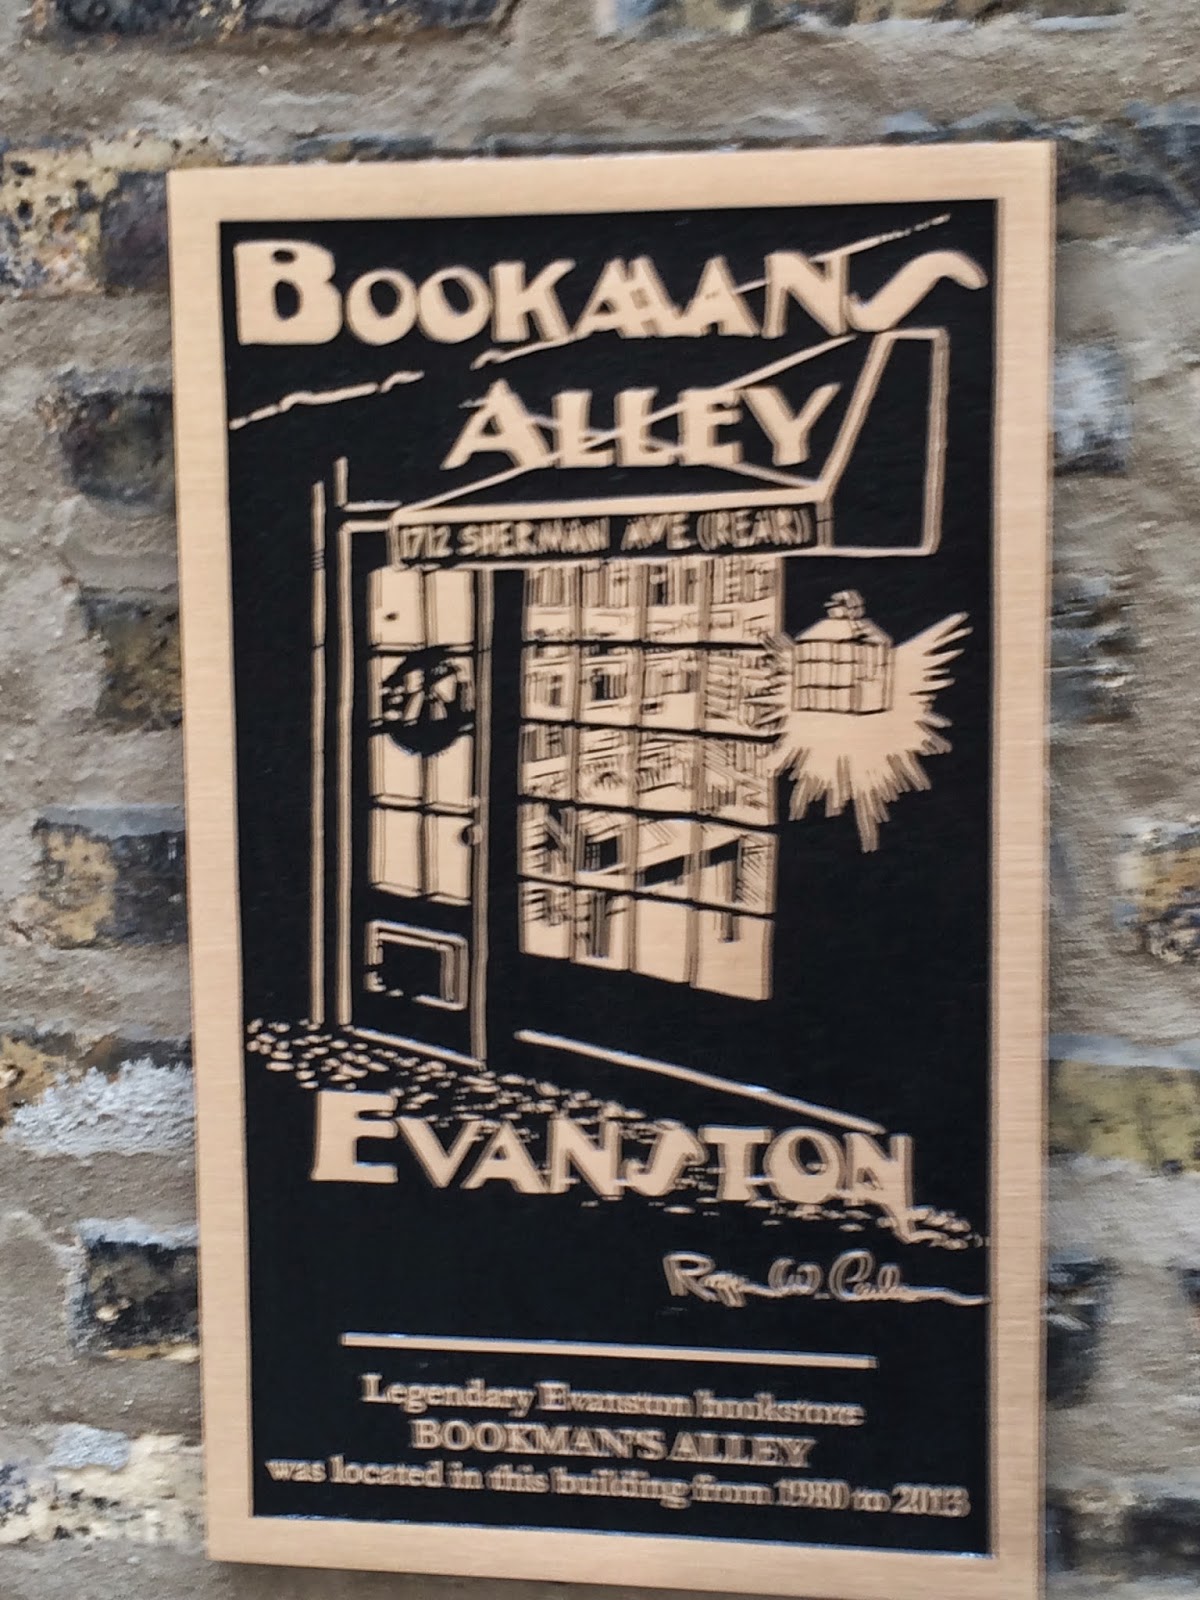 BOOKMANS
ALLEY
1712 SHERMAN AVE. (REAR)
EVANSTON
Roger W.
Legendary Evanston bookstore
BOOKMAN'S ALLEY
was located in this building from 1980 to 2013